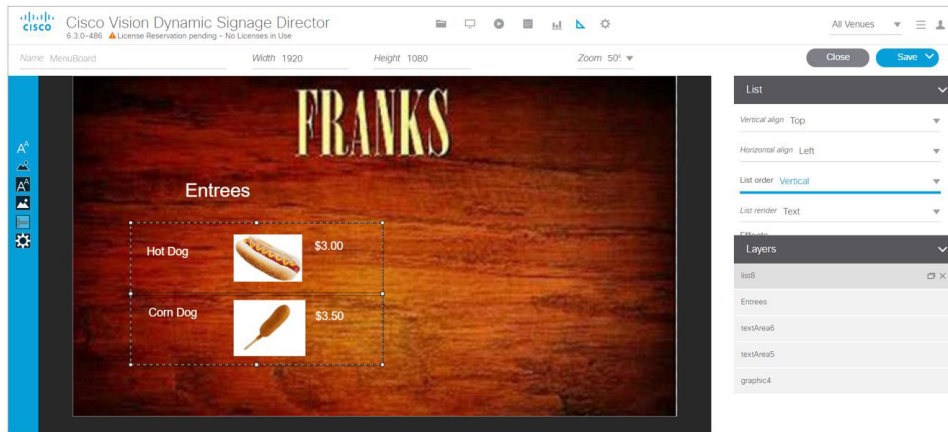 CISCO
Cisco Vision Dynamic Signage Director
6.3.0-486 License Reservation pending - No Licenses in Use
All Venues
Name MenuBoard
Width 1920
Height 1080
Zoom 50%
Close
Save
FRANKS
Entrees
Hot Dog
$3.00
Corn Dog
$3.50
List
Vertical align Top
Horizontal align Left
List order Vertical
List render Text
Effects
Layers
list8
Entrees
textArea6
textArea5
graphic4